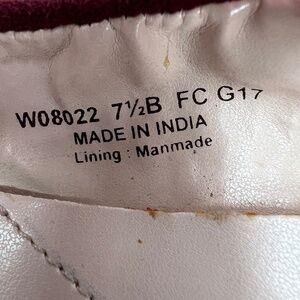 W08022 7½B FC G17
MADE IN INDIA
Lining : Manmade